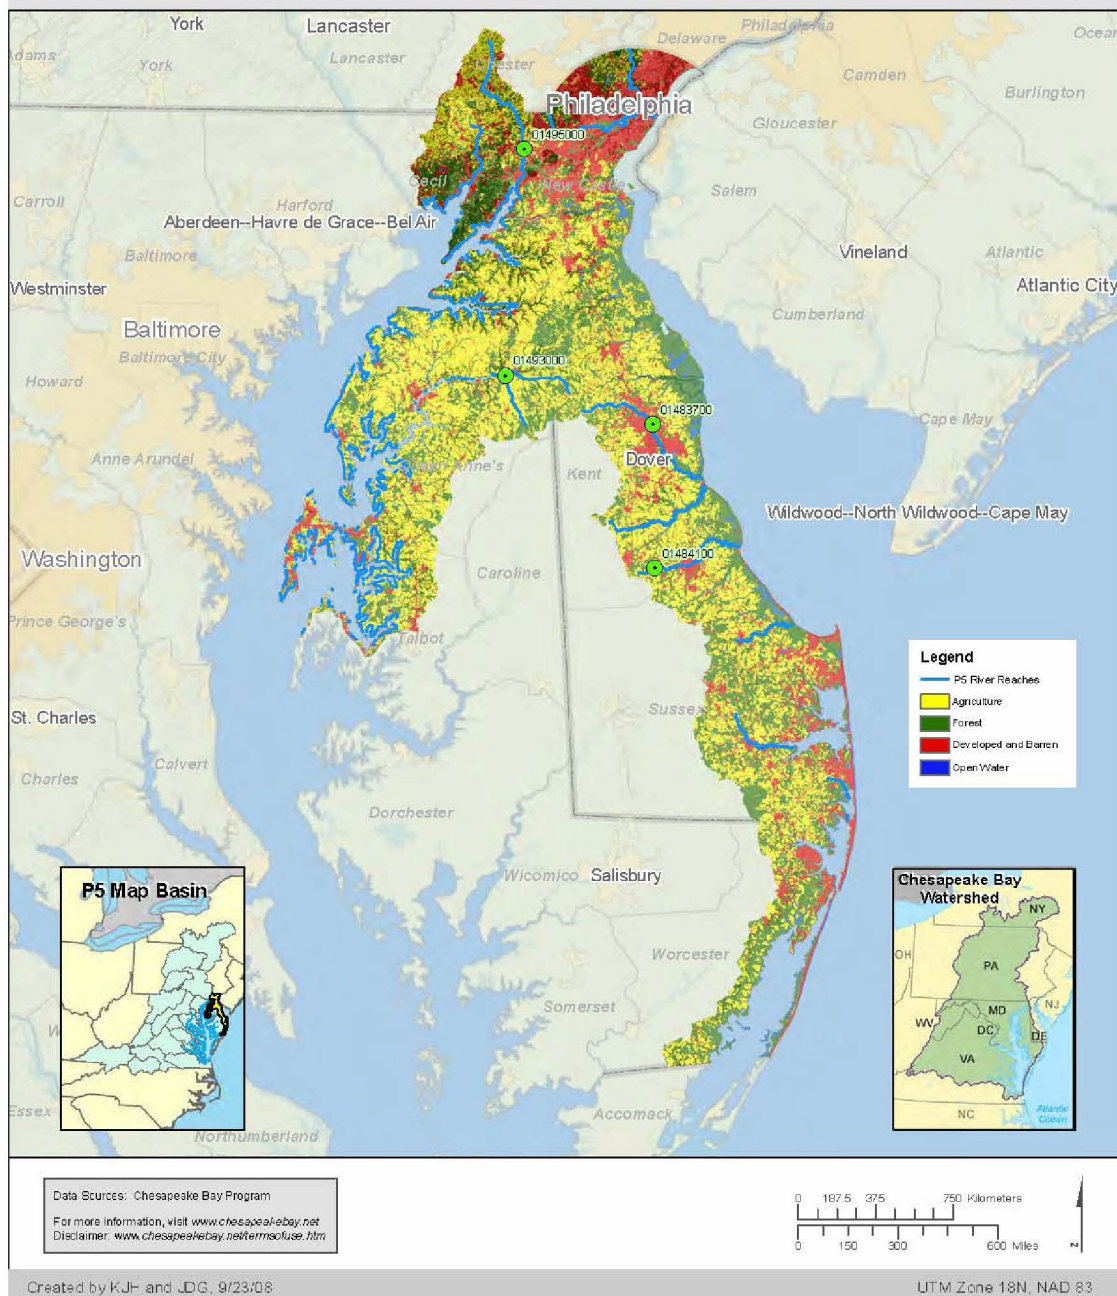 York
Lancaster
Delaware
Philadelphia
Ocean
Adams
York
Lancaster
Chester
Camden
Burlington
Philadelphia
Gloucester
01495000
Cecil
New Castle
Salem
Carroll
Harford
Aberdeen--Havre de Grace--Bel Air
Baltimore
Vineland
Atlantic
Westminster
Atlantic City
Cumberland
Baltimore
Baltimore City
01493000
Howard
01483700
Cape May
Anne Arundel
Queen Anne's
Kent
Dover
Wildwood--North Wildwood--Cape May
Washington
01484100
Caroline
Prince George's
Talbot
Legend
P5 River Reaches
Agriculture
Forest
Developed and Barren
Open Water
St. Charles
Sussex
Calvert
Charles
Dorchester
Wicomico
Salisbury
P5 Map Basin
Chesapeake Bay
Watershed
NY
OH
PA
NJ
MD
WV
DC
DE
VA
NC
Atlantic
Ocean
Worcester
Somerset
Essex
Accomack
Northumberland
Data Sources: Chesapeake Bay Program
For more information, visit www.chesapeakebay.net
Disclaimer: www.chesapeakebay.net/termsofuse.htm
0 187.5 375 750 Kilometers
0 150 300 600 Miles
N
Created by KJH and JDG, 9/23/08
UTM Zone 18N, NAD 83